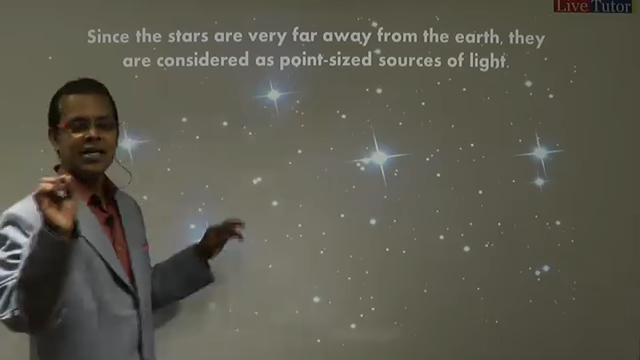 Live Tutor
Since the stars are very far away from the earth, they
are considered as point-sized sources of light.